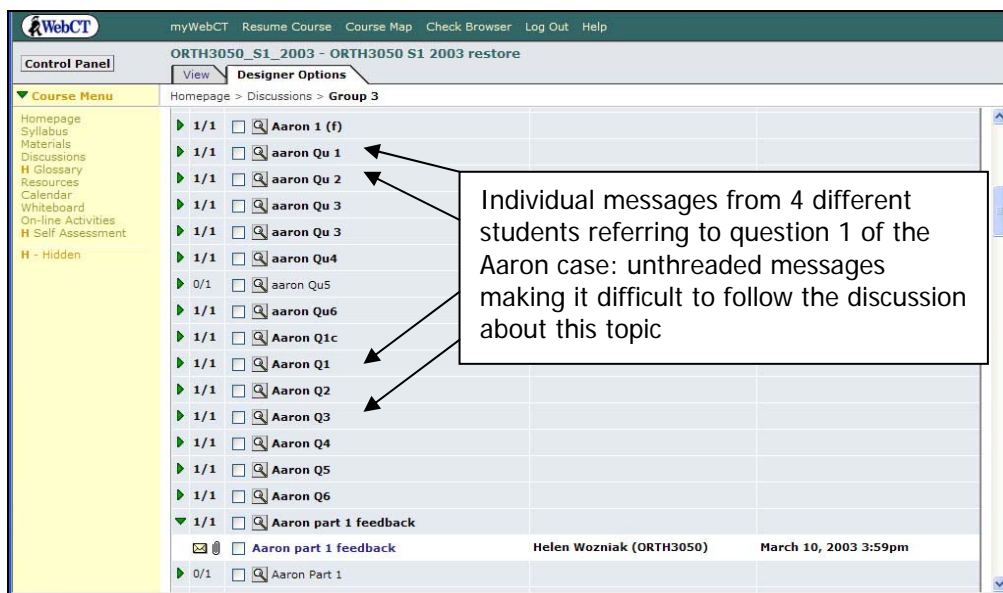 WebCT
myWebCT Resume Course Course Map Check Browser Log Out Help
Control Panel
ORTH3050_S1_2003 - ORTH3050 S1 2003 restore
View Designer Options
Course Menu
Homepage > Discussions > Group 3
Homepage
Syllabus
Materials
Discussions
H Glossary
Resources
Calendar
Whiteboard
On-line Activities
H Self Assessment
H - Hidden
1/1 Aaron 1 (f)
1/1 aaron Qu 1
1/1 aaron Qu 2
1/1 aaron Qu 3
1/1 aaron Qu 3
1/1 aaron Qu4
0/1 aaron Qu5
1/1 aaron Qu6
1/1 Aaron Q1c
1/1 Aaron Q1
1/1 Aaron Q2
1/1 Aaron Q3
1/1 Aaron Q4
1/1 Aaron Q5
1/1 Aaron Q6
1/1 Aaron part 1 feedback
Aaron part 1 feedback Helen Wozniak (ORTH3050) March 10, 2003 3:59pm
0/1 Aaron Part 1
Individual messages from 4 different
students referring to question 1 of the
Aaron case: unthreaded messages
making it difficult to follow the discussion
about this topic